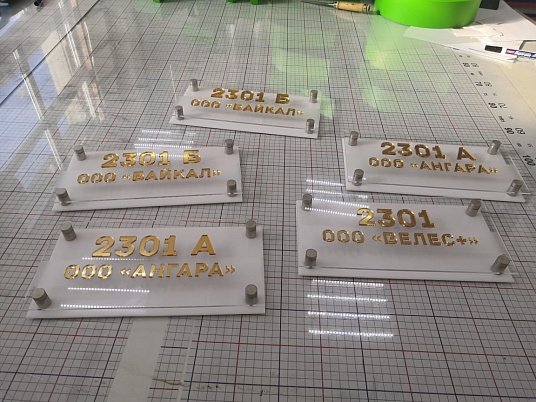 2301 Б
ООО «БАЙКАЛ»
2301 Б
ООО «БАЙКАЛ»
2301 А
ООО «АНГАРА»
2301 А
ООО «АНГАРА»
2301
ООО «ВЕЛЕС+»